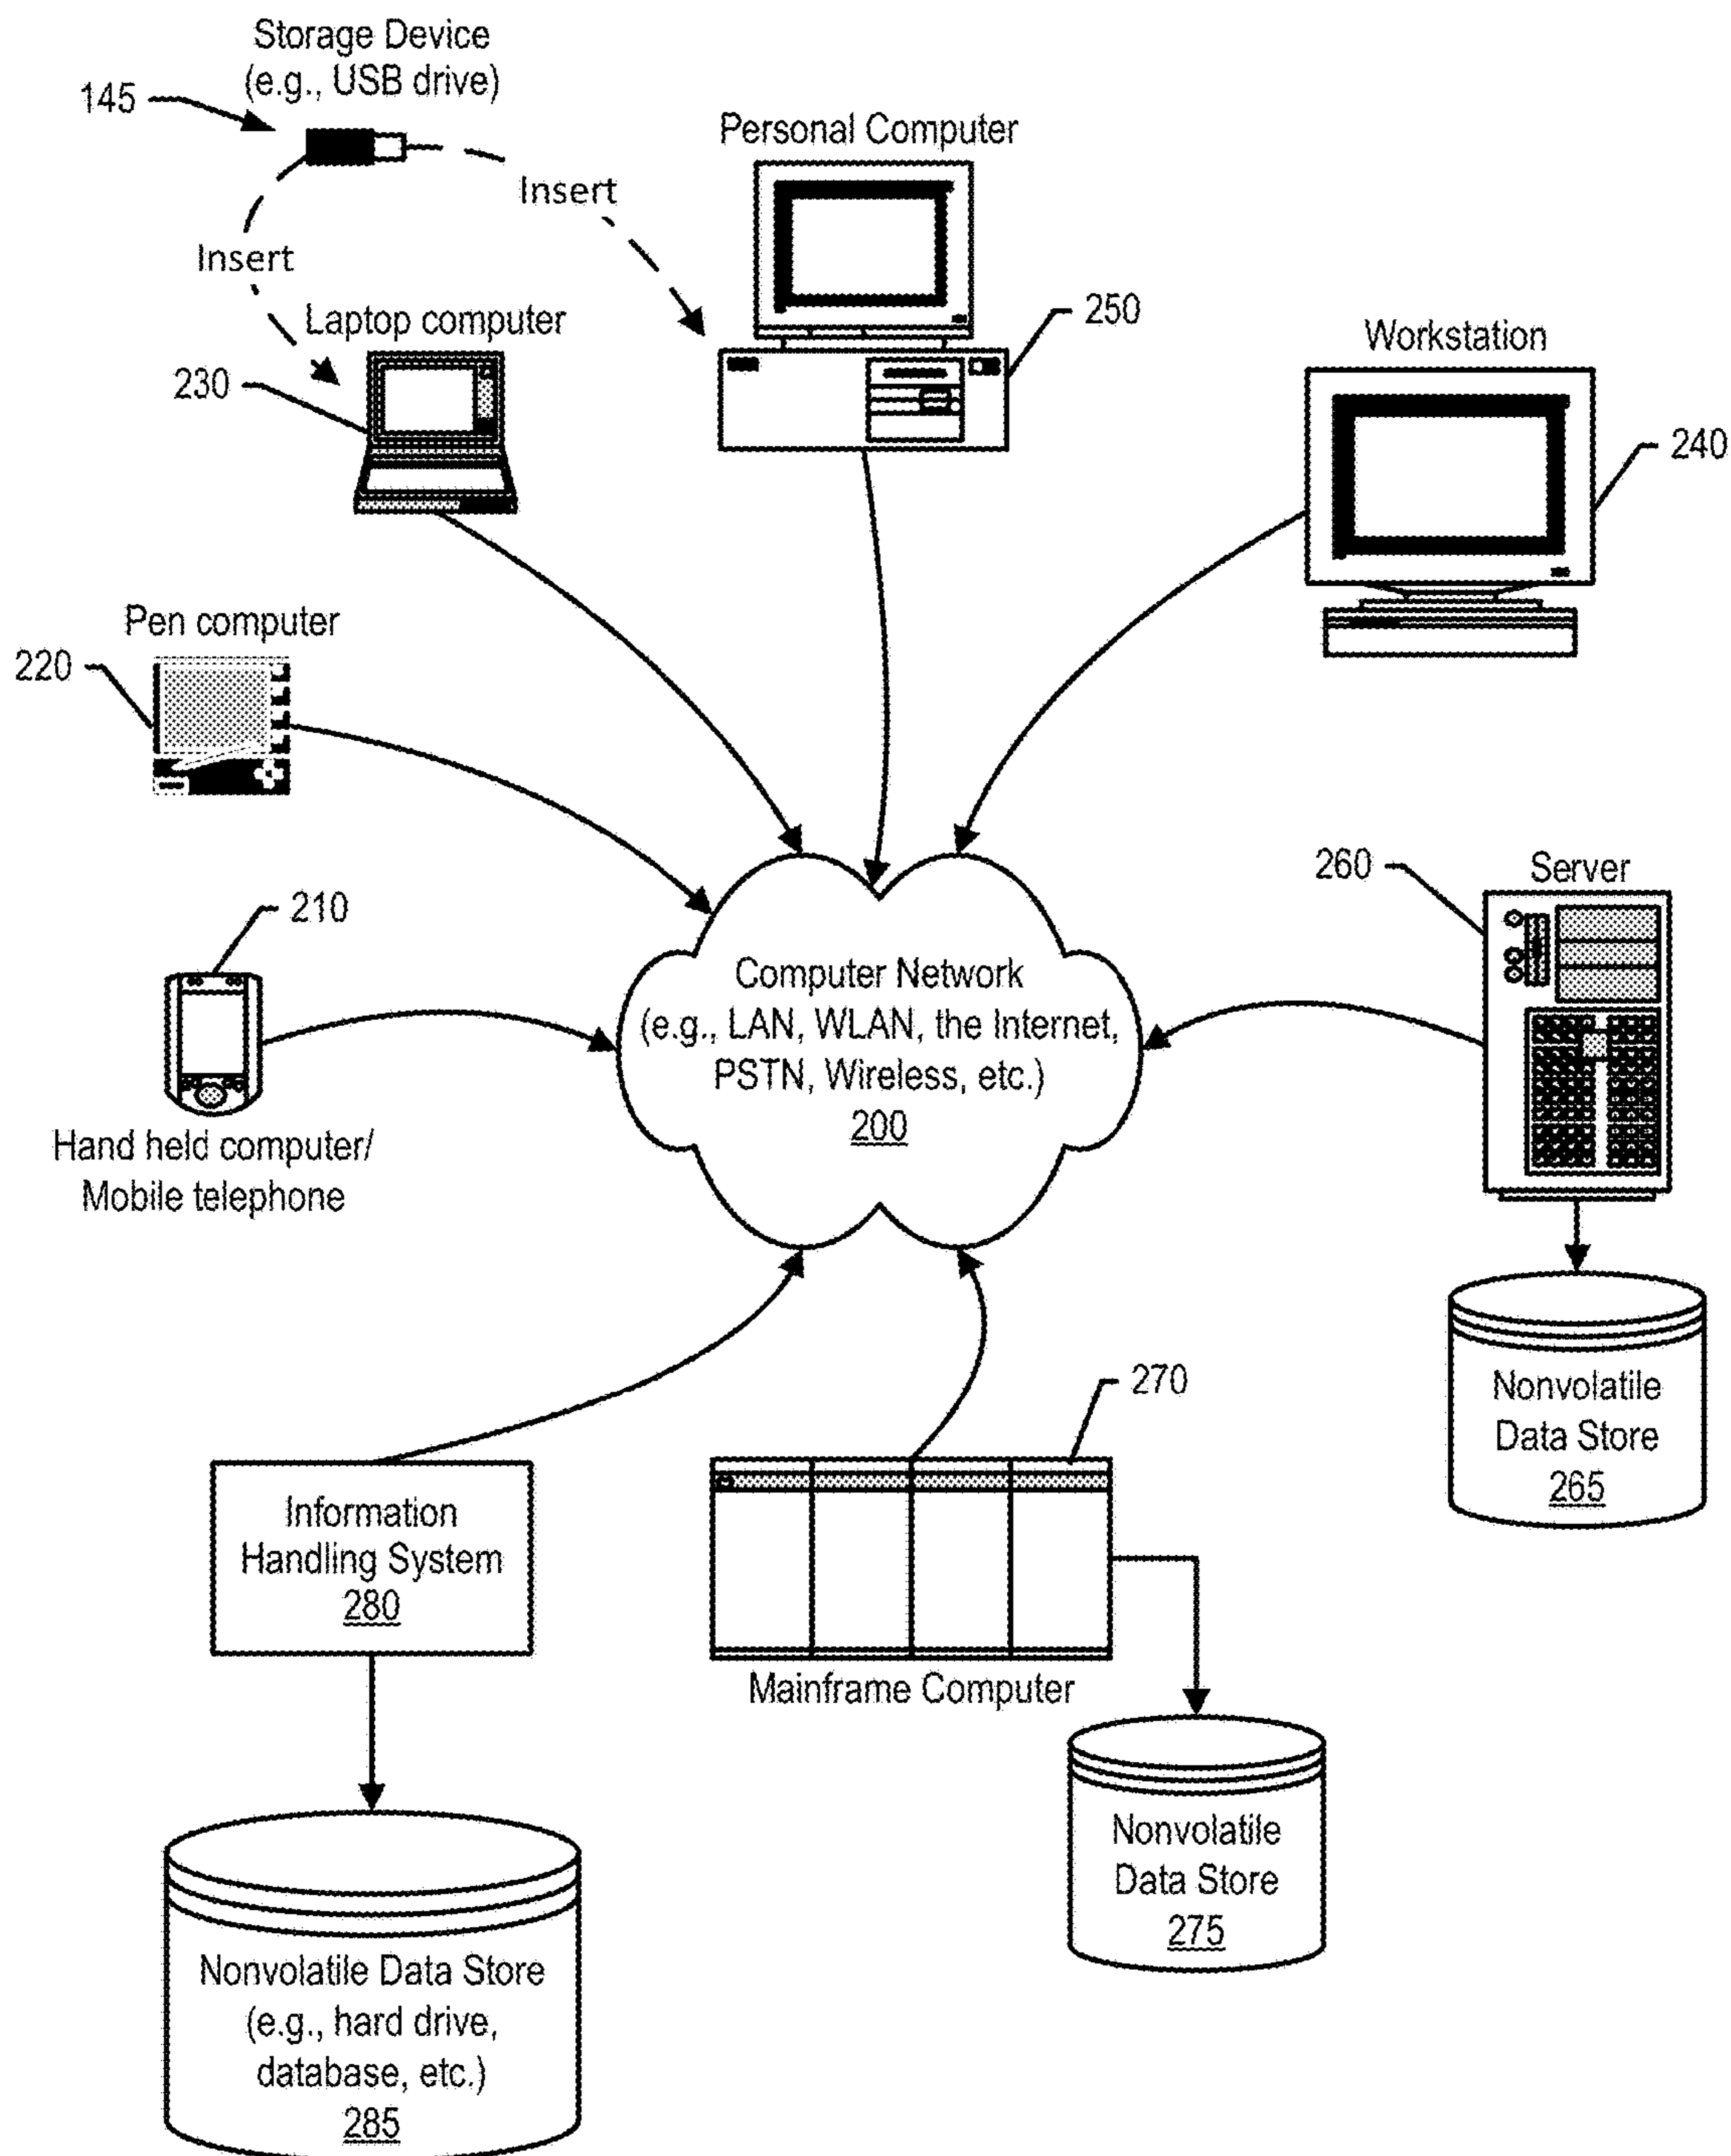 Storage Device
(e.g., USB drive)
145
Personal Computer
Insert
Insert
Laptop computer
250
Workstation
230
240
Pen computer
220
260
Server
210
Computer Network
(e.g., LAN, WLAN, the Internet,
PSTN, Wireless, etc.)
200
Hand held computer/
Mobile telephone
270
Nonvolatile
Data Store
265
Information
Handling System
280
Mainframe Computer
Nonvolatile
Data Store
275
Nonvolatile Data Store
(e.g., hard drive,
database, etc.)
285